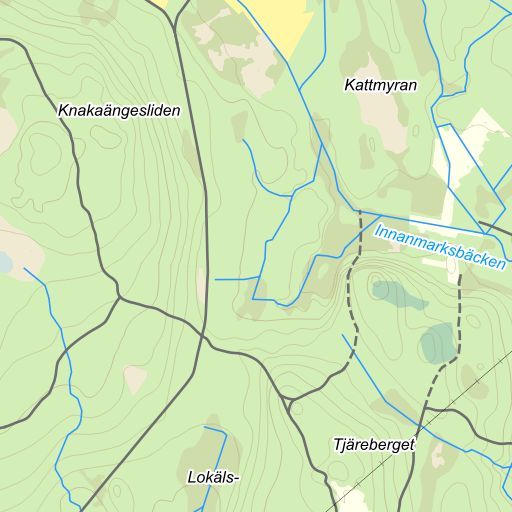 Kattmyran
Knakaängesliden
Innanmarksbäcken
Tjäreberget
Lokäls-